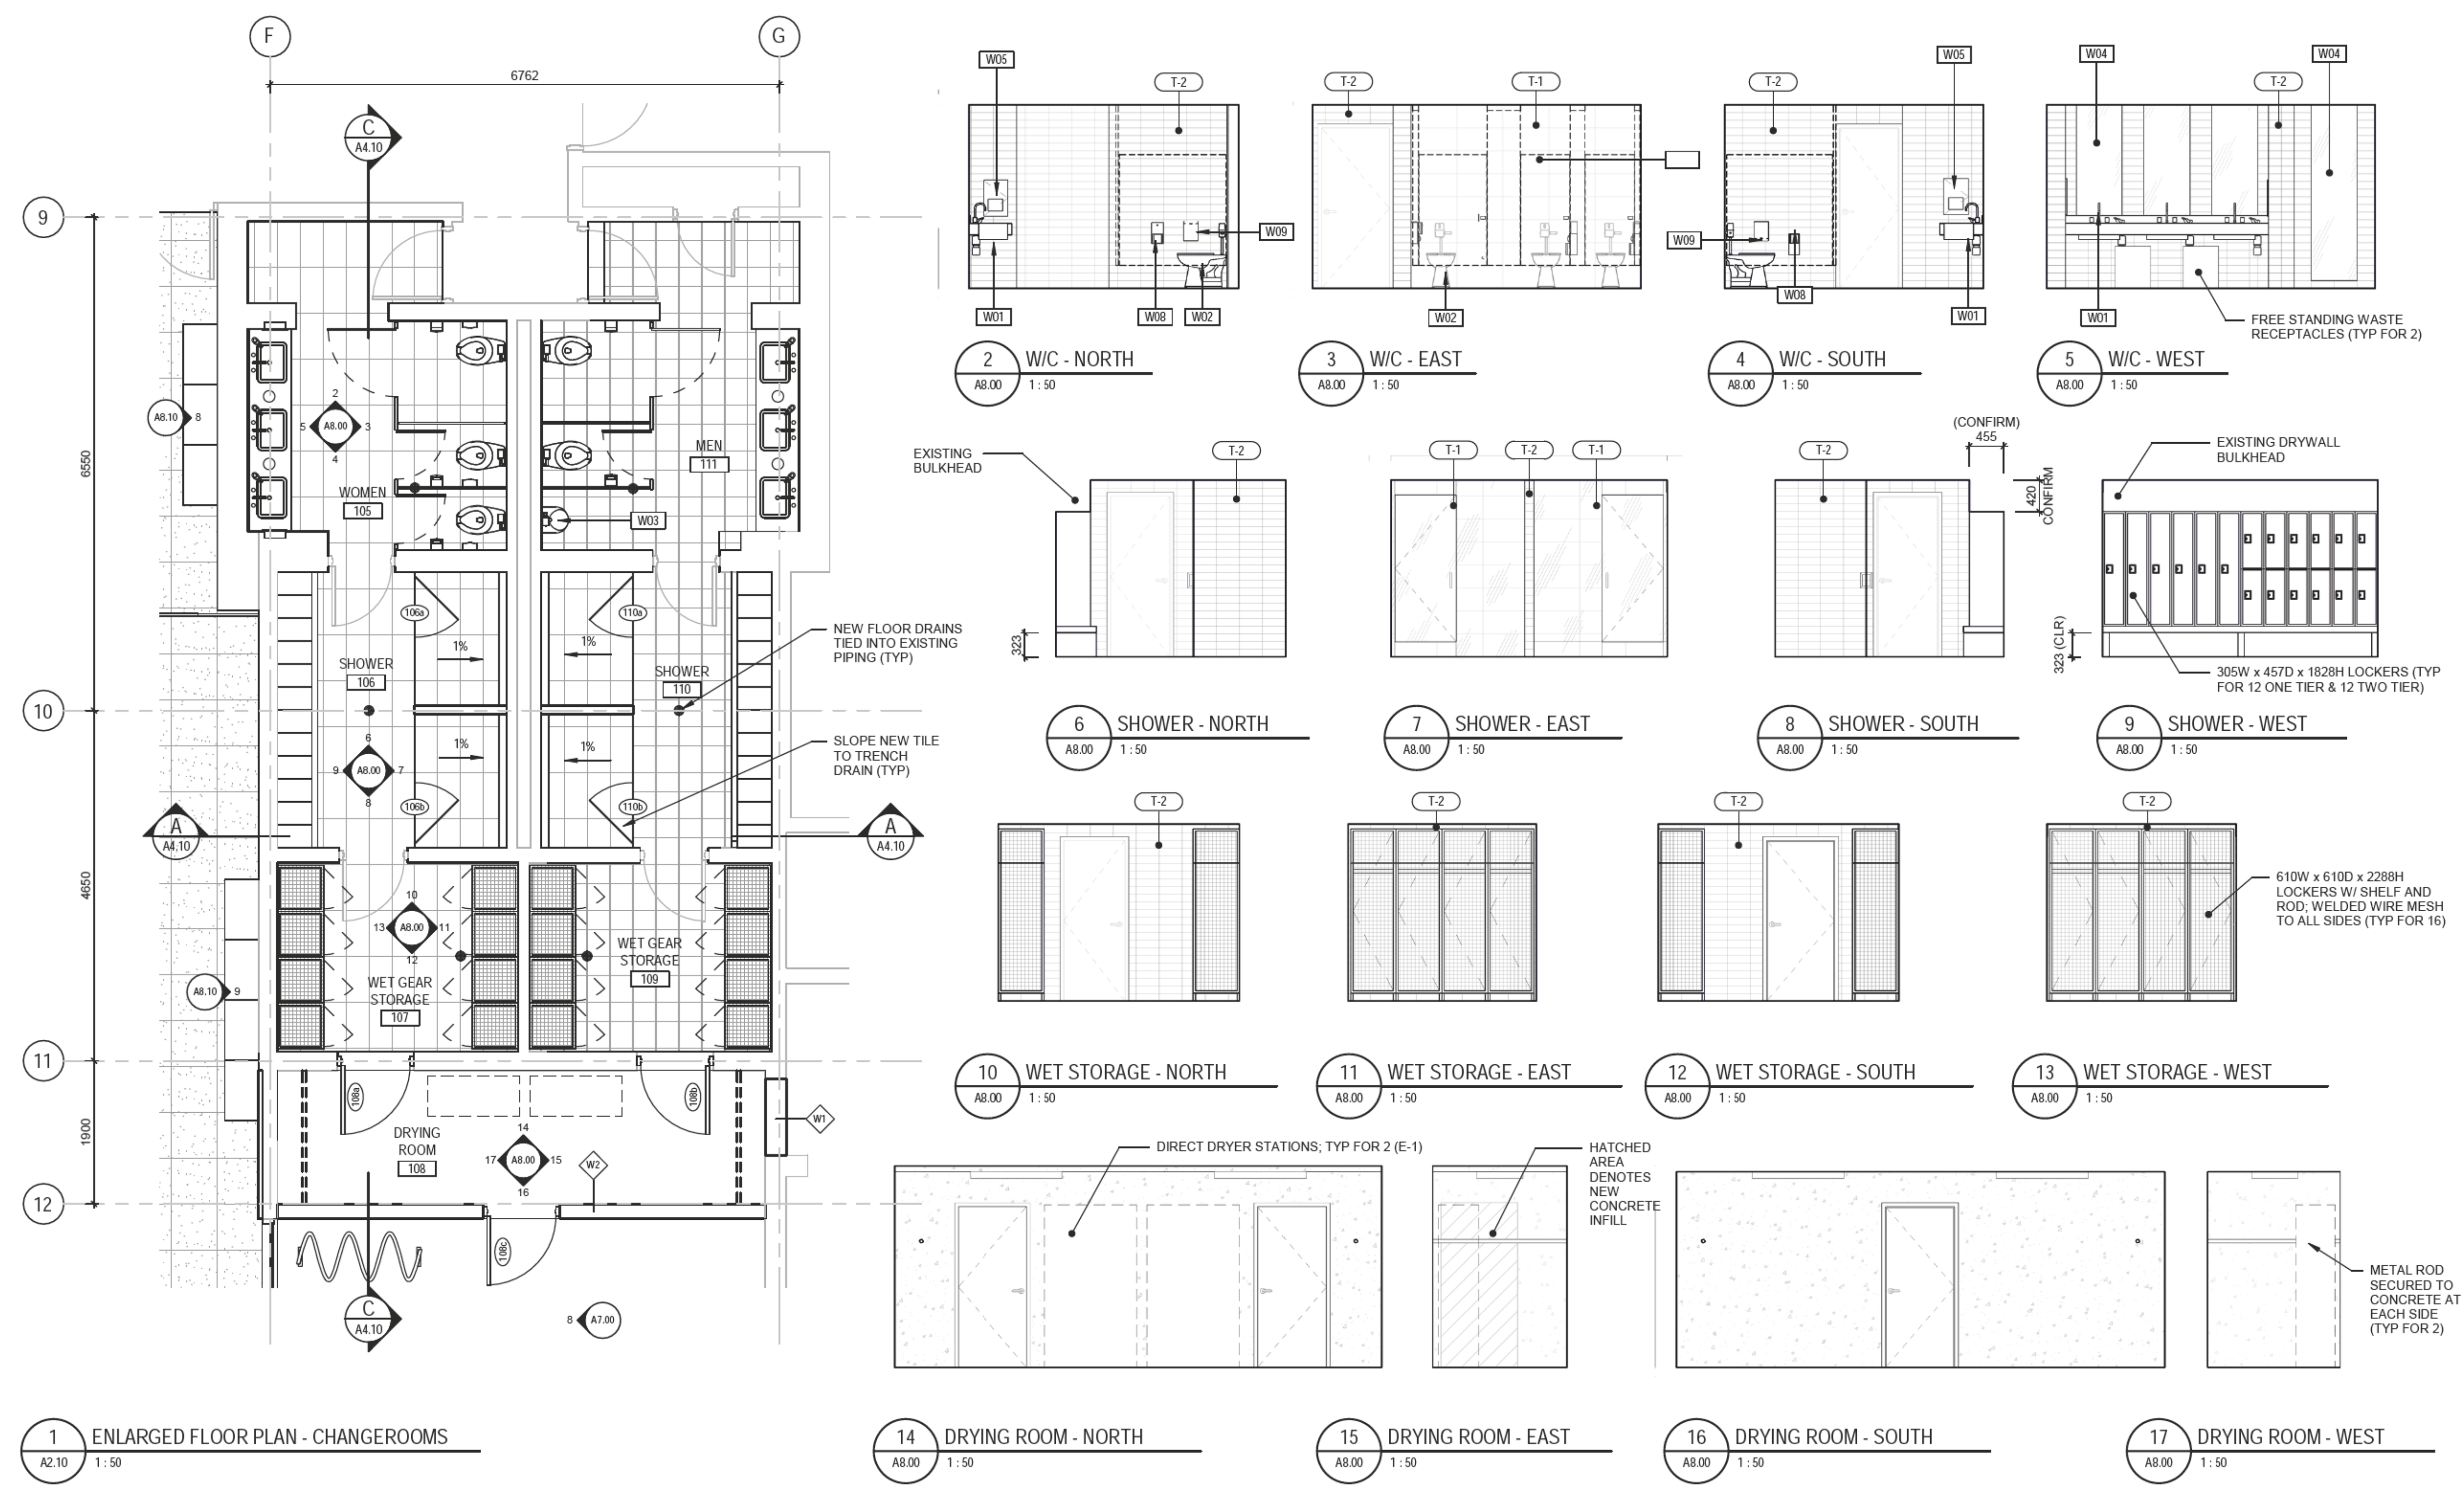 F
G
6762
C
A4.10
9
6550
A8.10
8
2
5
A8.00
3
4
MEN
111
WOMEN
105
W03
106a
110a
1%
1%
SHOWER
106
SHOWER
110
NEW FLOOR DRAINS
TIED INTO EXISTING
PIPING (TYP)
10
6
9
A8.00
7
8
1%
1%
SLOPE NEW TILE
TO TRENCH
DRAIN (TYP)
106b
110b
A
A4.10
A
A4.10
4650
10
13
A8.00
11
12
WET GEAR
STORAGE
107
WET GEAR
STORAGE
109
A8.10
9
11
108a
108b
W1
1900
DRYING
ROOM
108
14
17
A8.00
15
16
W2
12
108c
C
A4.10
8
A7.00
1
A2.10
ENLARGED FLOOR PLAN - CHANGEROOMS
1 : 50
W05
T-2
W09
W01
W08
W02
2
A8.00
W/C - NORTH
1 : 50
T-2
T-1
W02
3
A8.00
W/C - EAST
1 : 50
T-2
W05
W09
W08
W01
4
A8.00
W/C - SOUTH
1 : 50
W04
T-2
W04
W01
FREE STANDING WASTE
RECEPTACLES (TYP FOR 2)
5
A8.00
W/C - WEST
1 : 50
EXISTING
BULKHEAD
T-2
323
6
A8.00
SHOWER - NORTH
1 : 50
T-1
T-2
T-1
7
A8.00
SHOWER - EAST
1 : 50
T-2
(CONFIRM)
455
420
CONFIRM
8
A8.00
SHOWER - SOUTH
1 : 50
EXISTING DRYWALL
BULKHEAD
323 (CLR)
305W x 457D x 1828H LOCKERS (TYP
FOR 12 ONE TIER & 12 TWO TIER)
9
A8.00
SHOWER - WEST
1 : 50
T-2
10
A8.00
WET STORAGE - NORTH
1 : 50
T-2
11
A8.00
WET STORAGE - EAST
1 : 50
T-2
12
A8.00
WET STORAGE - SOUTH
1 : 50
T-2
610W x 610D x 2288H
LOCKERS W/ SHELF AND
ROD; WELDED WIRE MESH
TO ALL SIDES (TYP FOR 16)
13
A8.00
WET STORAGE - WEST
1 : 50
DIRECT DRYER STATIONS; TYP FOR 2 (E-1)
14
A8.00
DRYING ROOM - NORTH
1 : 50
HATCHED
AREA
DENOTES
NEW
CONCRETE
INFILL
15
A8.00
DRYING ROOM - EAST
1 : 50
16
A8.00
DRYING ROOM - SOUTH
1 : 50
METAL ROD
SECURED TO
CONCRETE AT
EACH SIDE
(TYP FOR 2)
17
A8.00
DRYING ROOM - WEST
1 : 50